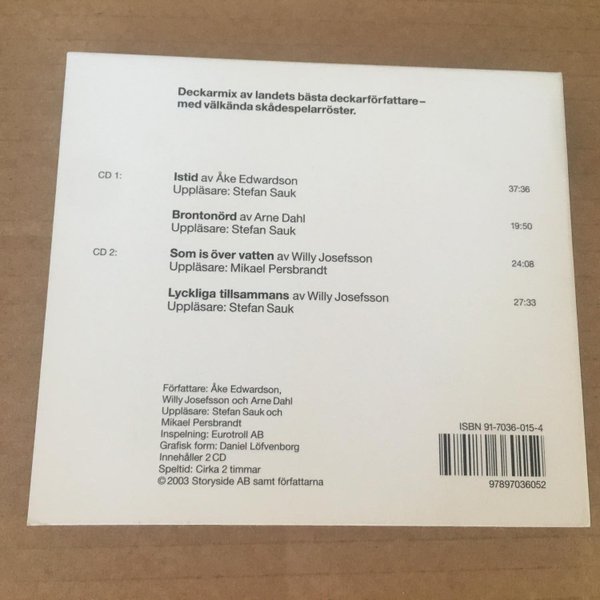 Deckarmix av landets bästa deckarförfattare–
med välkända skådespelarröster.
CD 1:
Istid av Åke Edwardson
Uppläsare: Stefan Sauk
37:36
Brontonörd av Arne Dahl
Uppläsare: Stefan Sauk
19:50
CD 2:
Som is över vatten av Willy Josefsson
Uppläsare: Mikael Persbrandt
24:08
Lyckliga tillsammans av Willy Josefsson
Uppläsare: Stefan Sauk
27:33
Författare: Åke Edwardson,
Willy Josefsson och Arne Dahl
Uppläsare: Stefan Sauk och
Mikael Persbrandt
Inspelning: Eurotroll AB
Grafisk form: Daniel Löfvenborg
Innehåller 2 CD
Speltid: Cirka 2 timmar
© 2003 Storyside AB samt författarna
ISBN 91-7036-015-4
97897036052